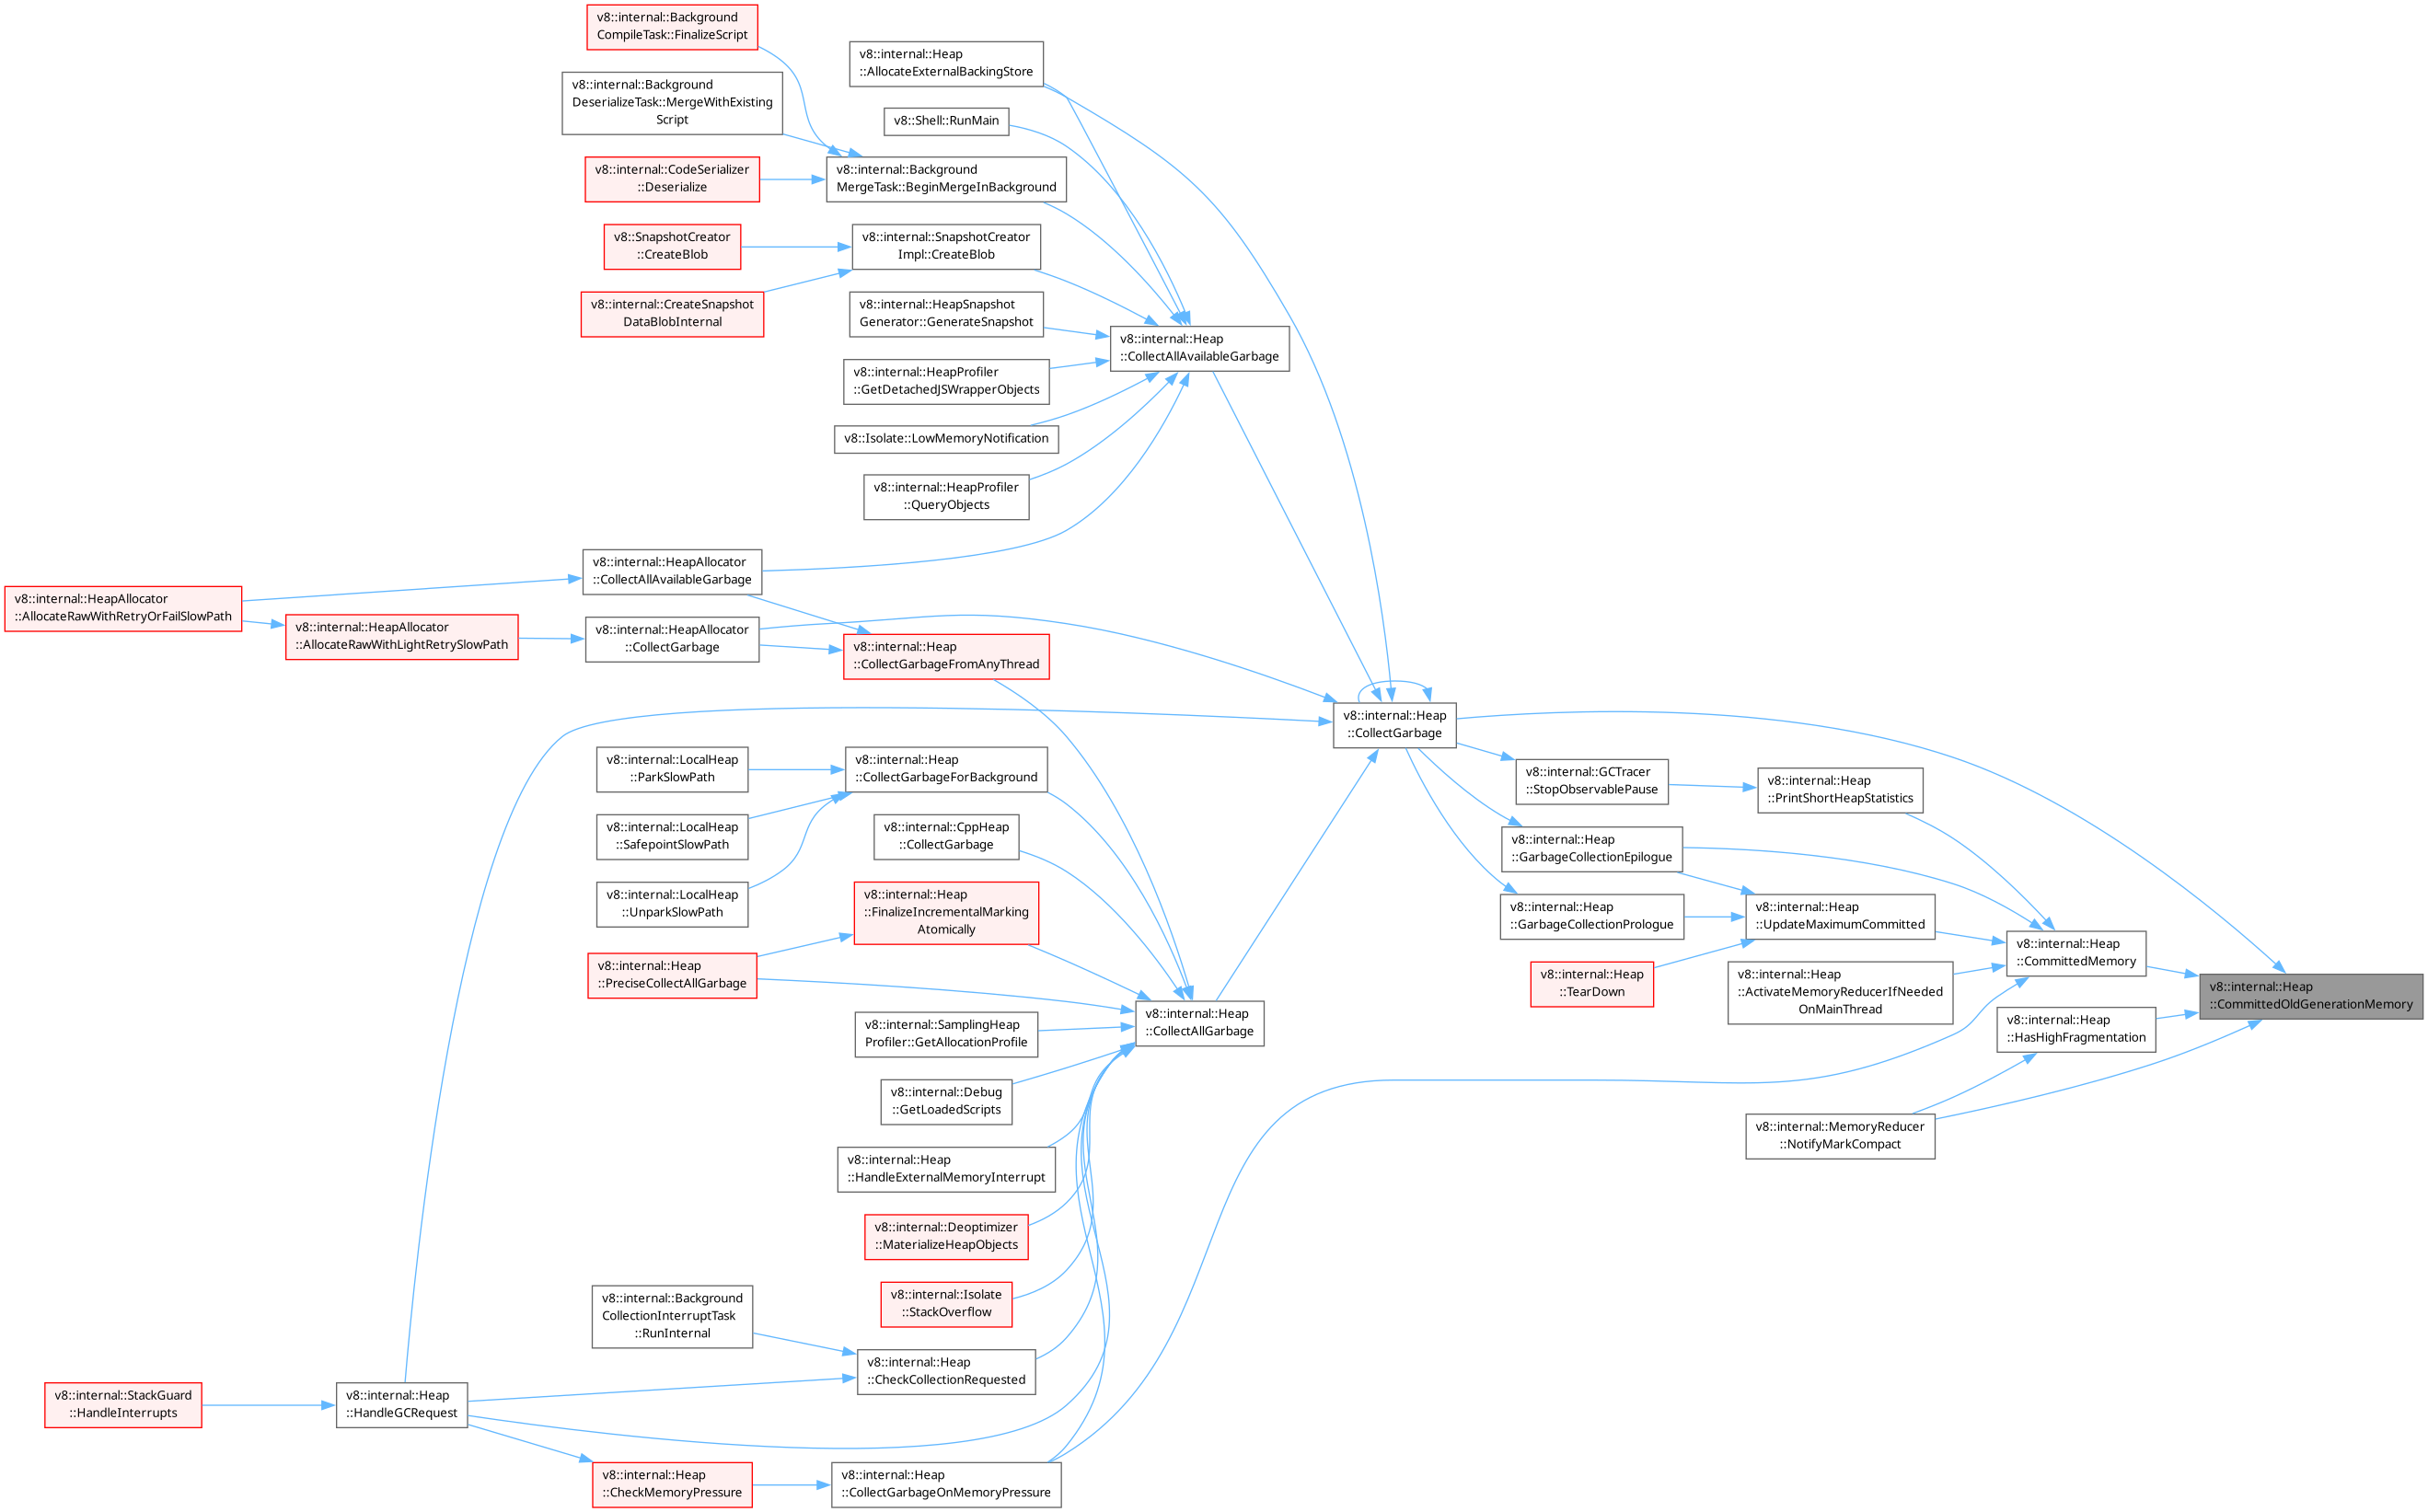 v8::internal::Background
CompileTask::FinalizeScript
v8::internal::Background
DeserializeTask::MergeWithExisting
Script
v8::internal::CodeSerializer
::Deserialize
v8::SnapshotCreator
::CreateBlob
v8::internal::CreateSnapshot
DataBlobInternal
v8::internal::Heap
::AllocateExternalBackingStore
v8::Shell::RunMain
v8::internal::Background
MergeTask::BeginMergeInBackground
v8::internal::SnapshotCreator
Impl::CreateBlob
v8::internal::HeapSnapshot
Generator::GenerateSnapshot
v8::internal::HeapProfiler
::GetDetachedJSWrapperObjects
v8::Isolate::LowMemoryNotification
v8::internal::HeapProfiler
::QueryObjects
v8::internal::Heap
::CollectAllAvailableGarbage
v8::internal::HeapAllocator
::CollectAllAvailableGarbage
v8::internal::HeapAllocator
::AllocateRawWithRetryOrFailSlowPath
v8::internal::HeapAllocator
::AllocateRawWithLightRetrySlowPath
v8::internal::HeapAllocator
::CollectGarbage
v8::internal::Heap
::CollectGarbageFromAnyThread
v8::internal::Heap
::CollectGarbage
v8::internal::LocalHeap
::ParkSlowPath
v8::internal::LocalHeap
::SafepointSlowPath
v8::internal::LocalHeap
::UnparkSlowPath
v8::internal::Heap
::CollectGarbageForBackground
v8::internal::CppHeap
::CollectGarbage
v8::internal::Heap
::FinalizeIncrementalMarking
Atomically
v8::internal::Heap
::PreciseCollectAllGarbage
v8::internal::SamplingHeap
Profiler::GetAllocationProfile
v8::internal::Debug
::GetLoadedScripts
v8::internal::Heap
::HandleExternalMemoryInterrupt
v8::internal::Deoptimizer
::MaterializeHeapObjects
v8::internal::Isolate
::StackOverflow
v8::internal::Heap
::CollectAllGarbage
v8::internal::GCTracer
::StopObservablePause
v8::internal::Heap
::PrintShortHeapStatistics
v8::internal::Heap
::GarbageCollectionEpilogue
v8::internal::Heap
::GarbageCollectionPrologue
v8::internal::Heap
::UpdateMaximumCommitted
v8::internal::Heap
::TearDown
v8::internal::Heap
::ActivateMemoryReducerIfNeeded
OnMainThread
v8::internal::Heap
::CommittedMemory
v8::internal::Heap
::CommittedOldGenerationMemory
v8::internal::Heap
::HasHighFragmentation
v8::internal::MemoryReducer
::NotifyMarkCompact
v8::internal::Background
CollectionInterruptTask
::RunInternal
v8::internal::Heap
::CheckCollectionRequested
v8::internal::StackGuard
::HandleInterrupts
v8::internal::Heap
::HandleGCRequest
v8::internal::Heap
::CheckMemoryPressure
v8::internal::Heap
::CollectGarbageOnMemoryPressure